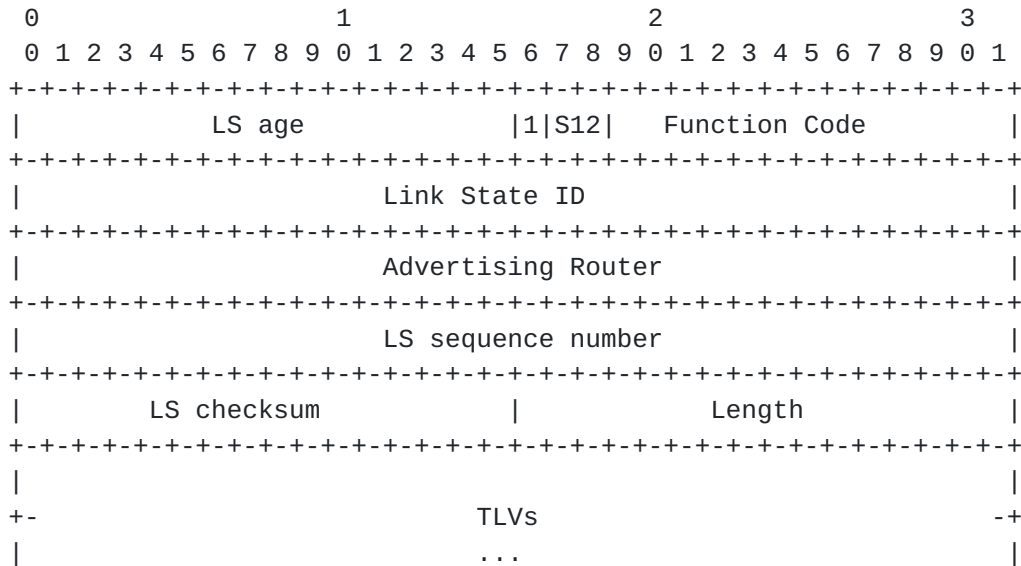 0                   1                   2                   3
 0 1 2 3 4 5 6 7 8 9 0 1 2 3 4 5 6 7 8 9 0 1 2 3 4 5 6 7 8 9 0 1
+-+-+-+-+-+-+-+-+-+-+-+-+-+-+-+-+-+-+-+-+-+-+-+-+-+-+-+-+-+-+-+-+
|            LS age             |1|S12|   Function Code         |
+-+-+-+-+-+-+-+-+-+-+-+-+-+-+-+-+-+-+-+-+-+-+-+-+-+-+-+-+-+-+-+-+
|                       Link State ID                           |
+-+-+-+-+-+-+-+-+-+-+-+-+-+-+-+-+-+-+-+-+-+-+-+-+-+-+-+-+-+-+-+-+
|                       Advertising Router                      |
+-+-+-+-+-+-+-+-+-+-+-+-+-+-+-+-+-+-+-+-+-+-+-+-+-+-+-+-+-+-+-+-+
|                       LS sequence number                      |
+-+-+-+-+-+-+-+-+-+-+-+-+-+-+-+-+-+-+-+-+-+-+-+-+-+-+-+-+-+-+-+-+
|        LS checksum            |            Length             |
+-+-+-+-+-+-+-+-+-+-+-+-+-+-+-+-+-+-+-+-+-+-+-+-+-+-+-+-+-+-+-+-+
|                                                               |
+-                            TLVs                             -+
|                             ...                               |